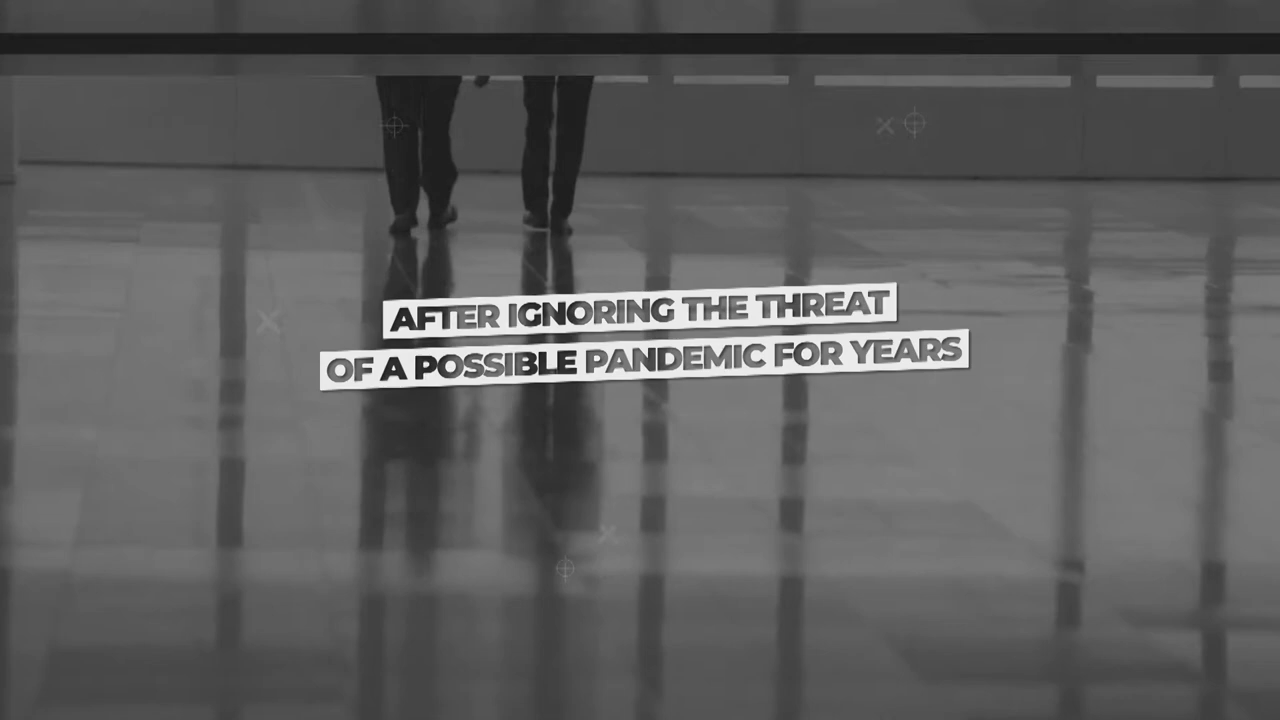 AFTER IGNORING THE THREAT
OF A POSSIBLE PANDEMIC FOR YEARS